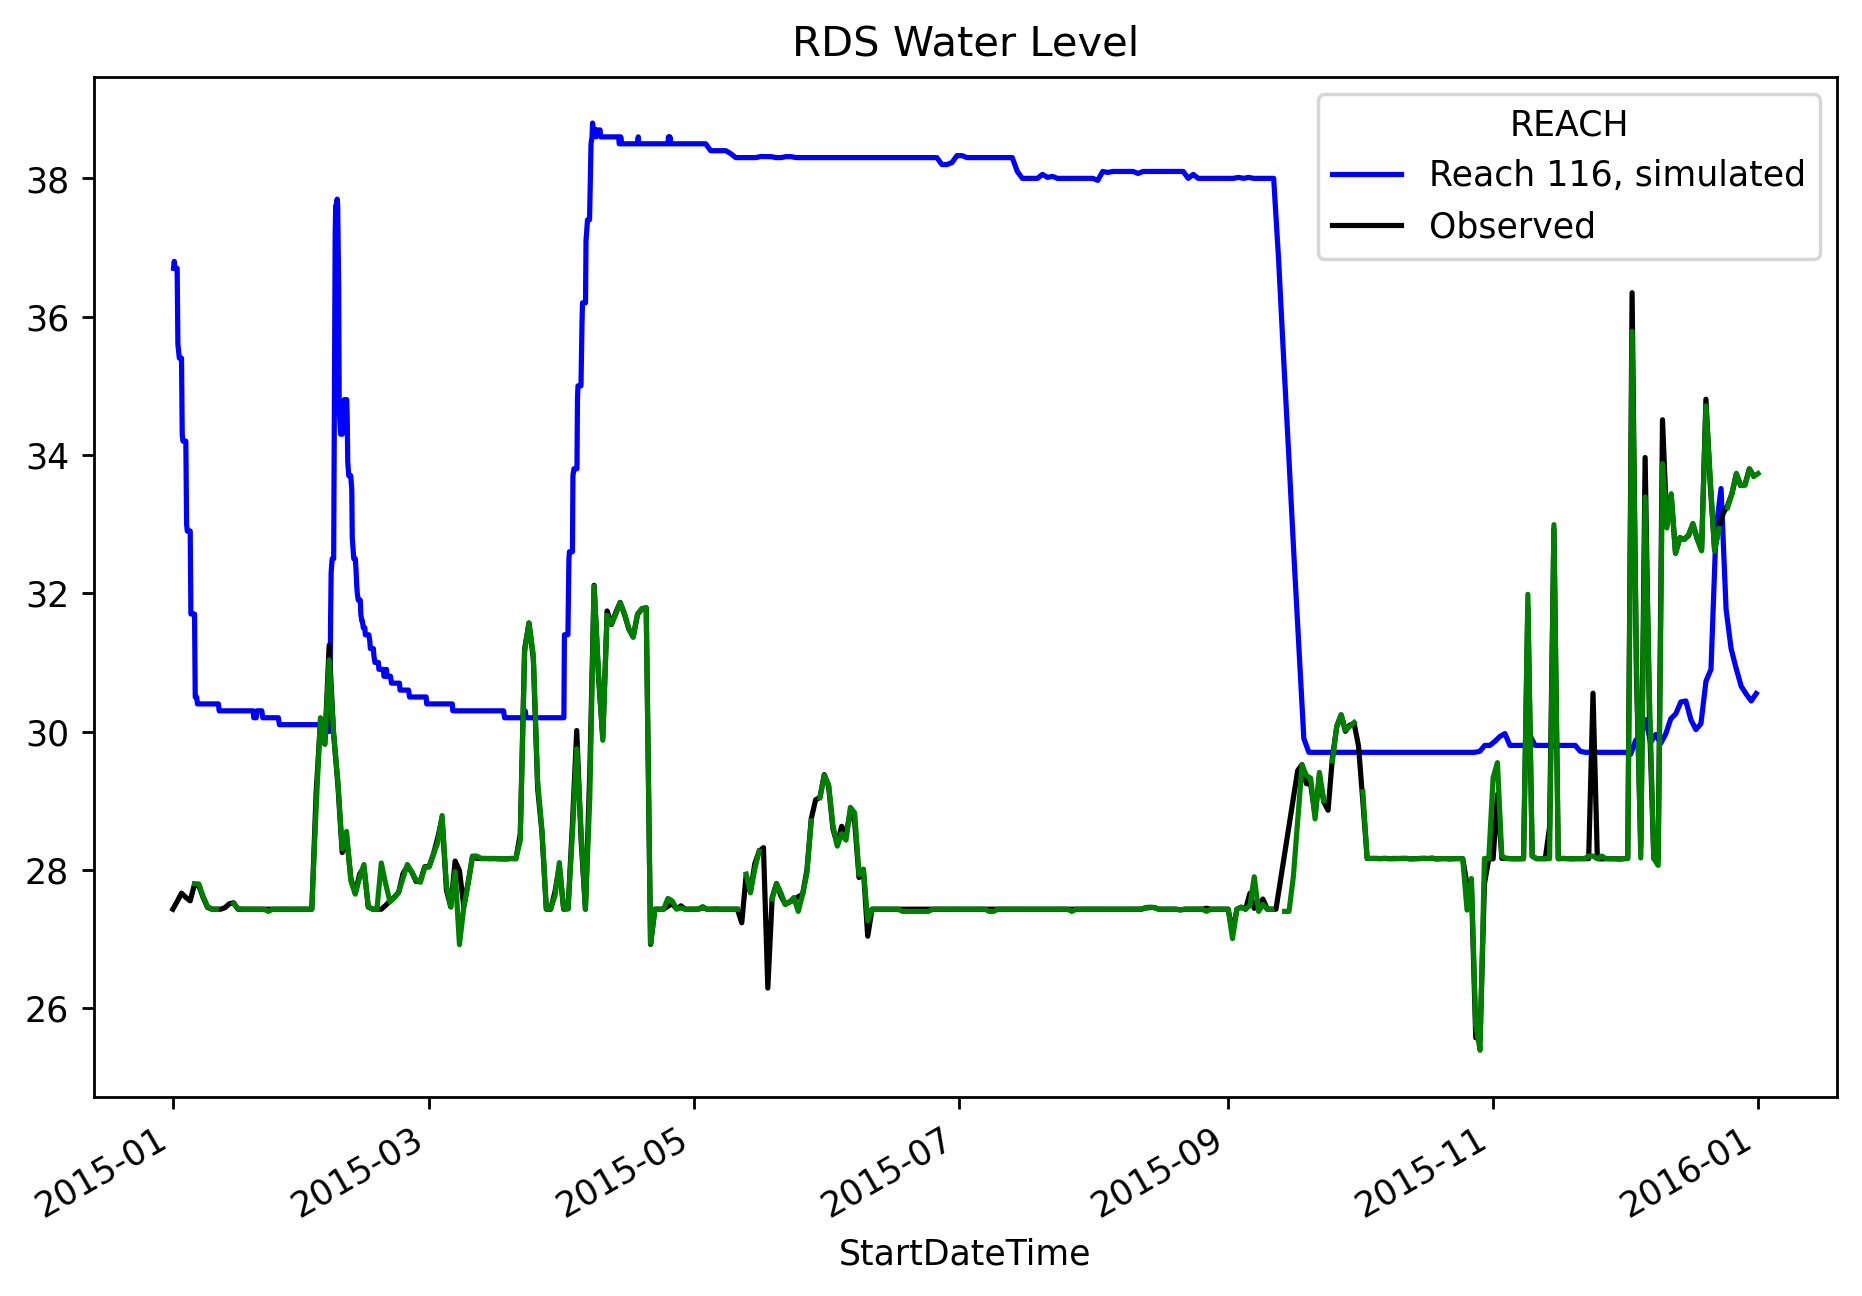 RDS Water Level
REACH
Reach 116, simulated
Observed
38
36
34
32
30
28
26
2015-01
2015-03
2015-05
2015-07
2015-09
2015-11
2016-01
StartDateTime